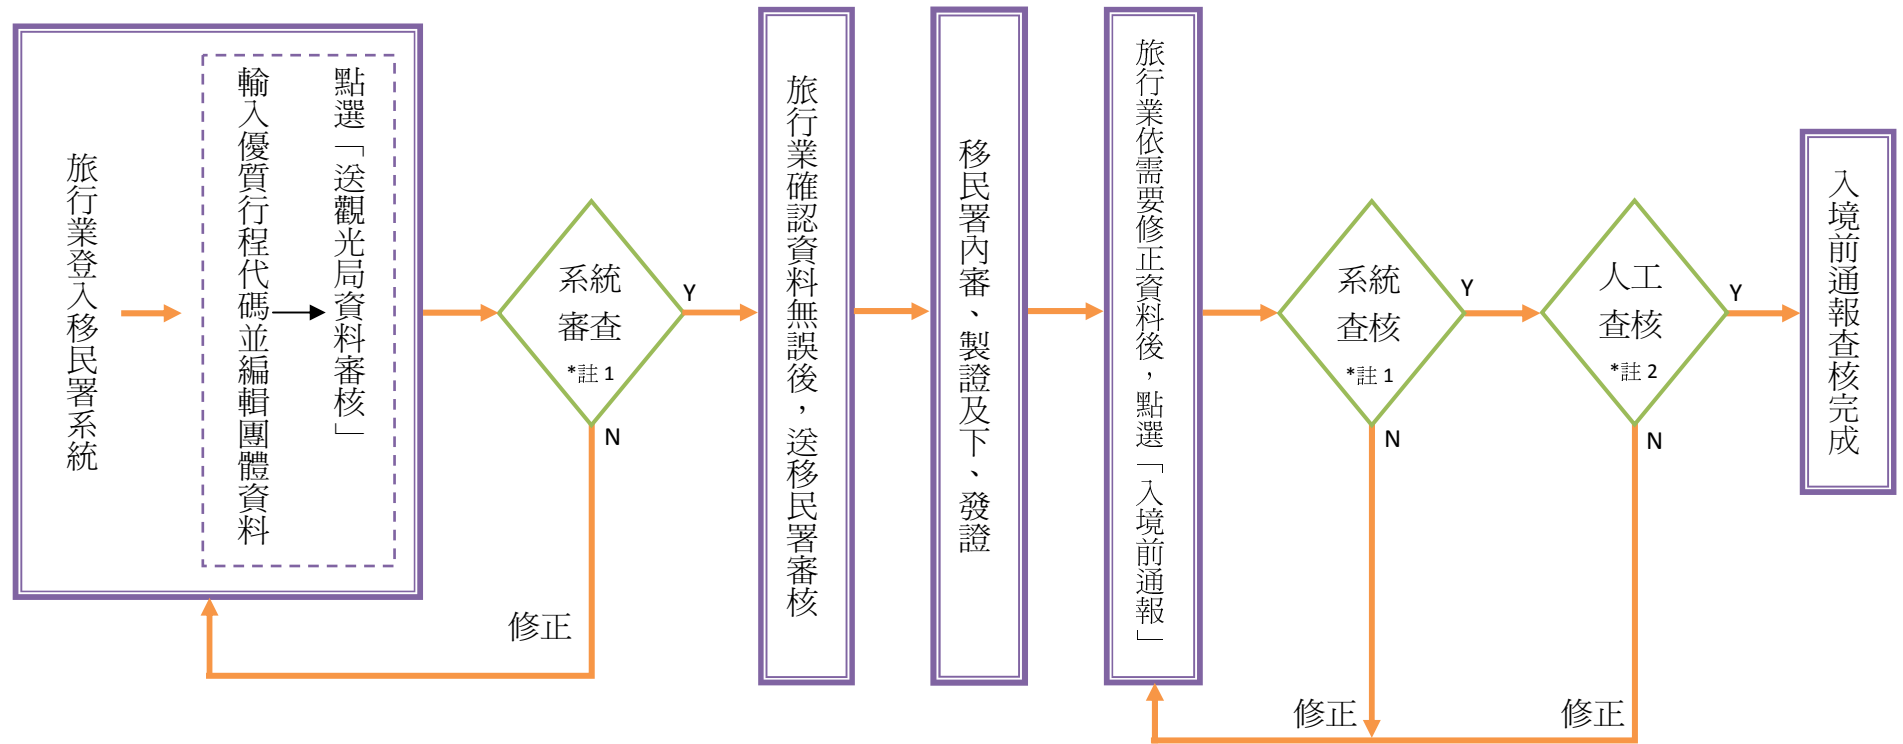 旅行業登入移民署系統
輸入優質行程代碼並編輯團體資料
點選「送觀光局資料審核」
系統
審查
*註 1
Y
N
修正
旅行業確認資料無誤後，送移民署審核
移民署內審、製證及下、發證
旅行業依需要修正資料後，點選「入境前通報」
系統
查核
*註 1
Y
N
修正
人工
查核
*註 2
Y
N
修正
入境前通報查核完成